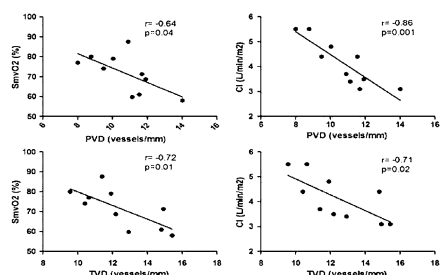 r= -0.64
p=0.04
SmvO2 (%)
100
90
80
70
60
50
6 8 10 12 14 16
PVD (vessels/mm)
r= -0.86
p=0.001
CI (L/min/m2)
6
5
4
3
2
6 8 10 12 14 16
PVD (vessels/mm)
r= -0.72
p=0.01
SmvO2 (%)
100
90
80
70
60
50
8 10 12 14 16
TVD (vessels/mm)
r= -0.71
p=0.02
CI (L/min/m2)
6
5
4
3
2
8 10 12 14 16 18
TVD (vessels/mm)